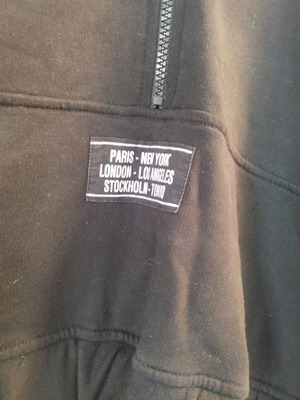 PARIS - NEW YORK
LONDON - LOS ANGELES
STOCKHOLM - TOKYO